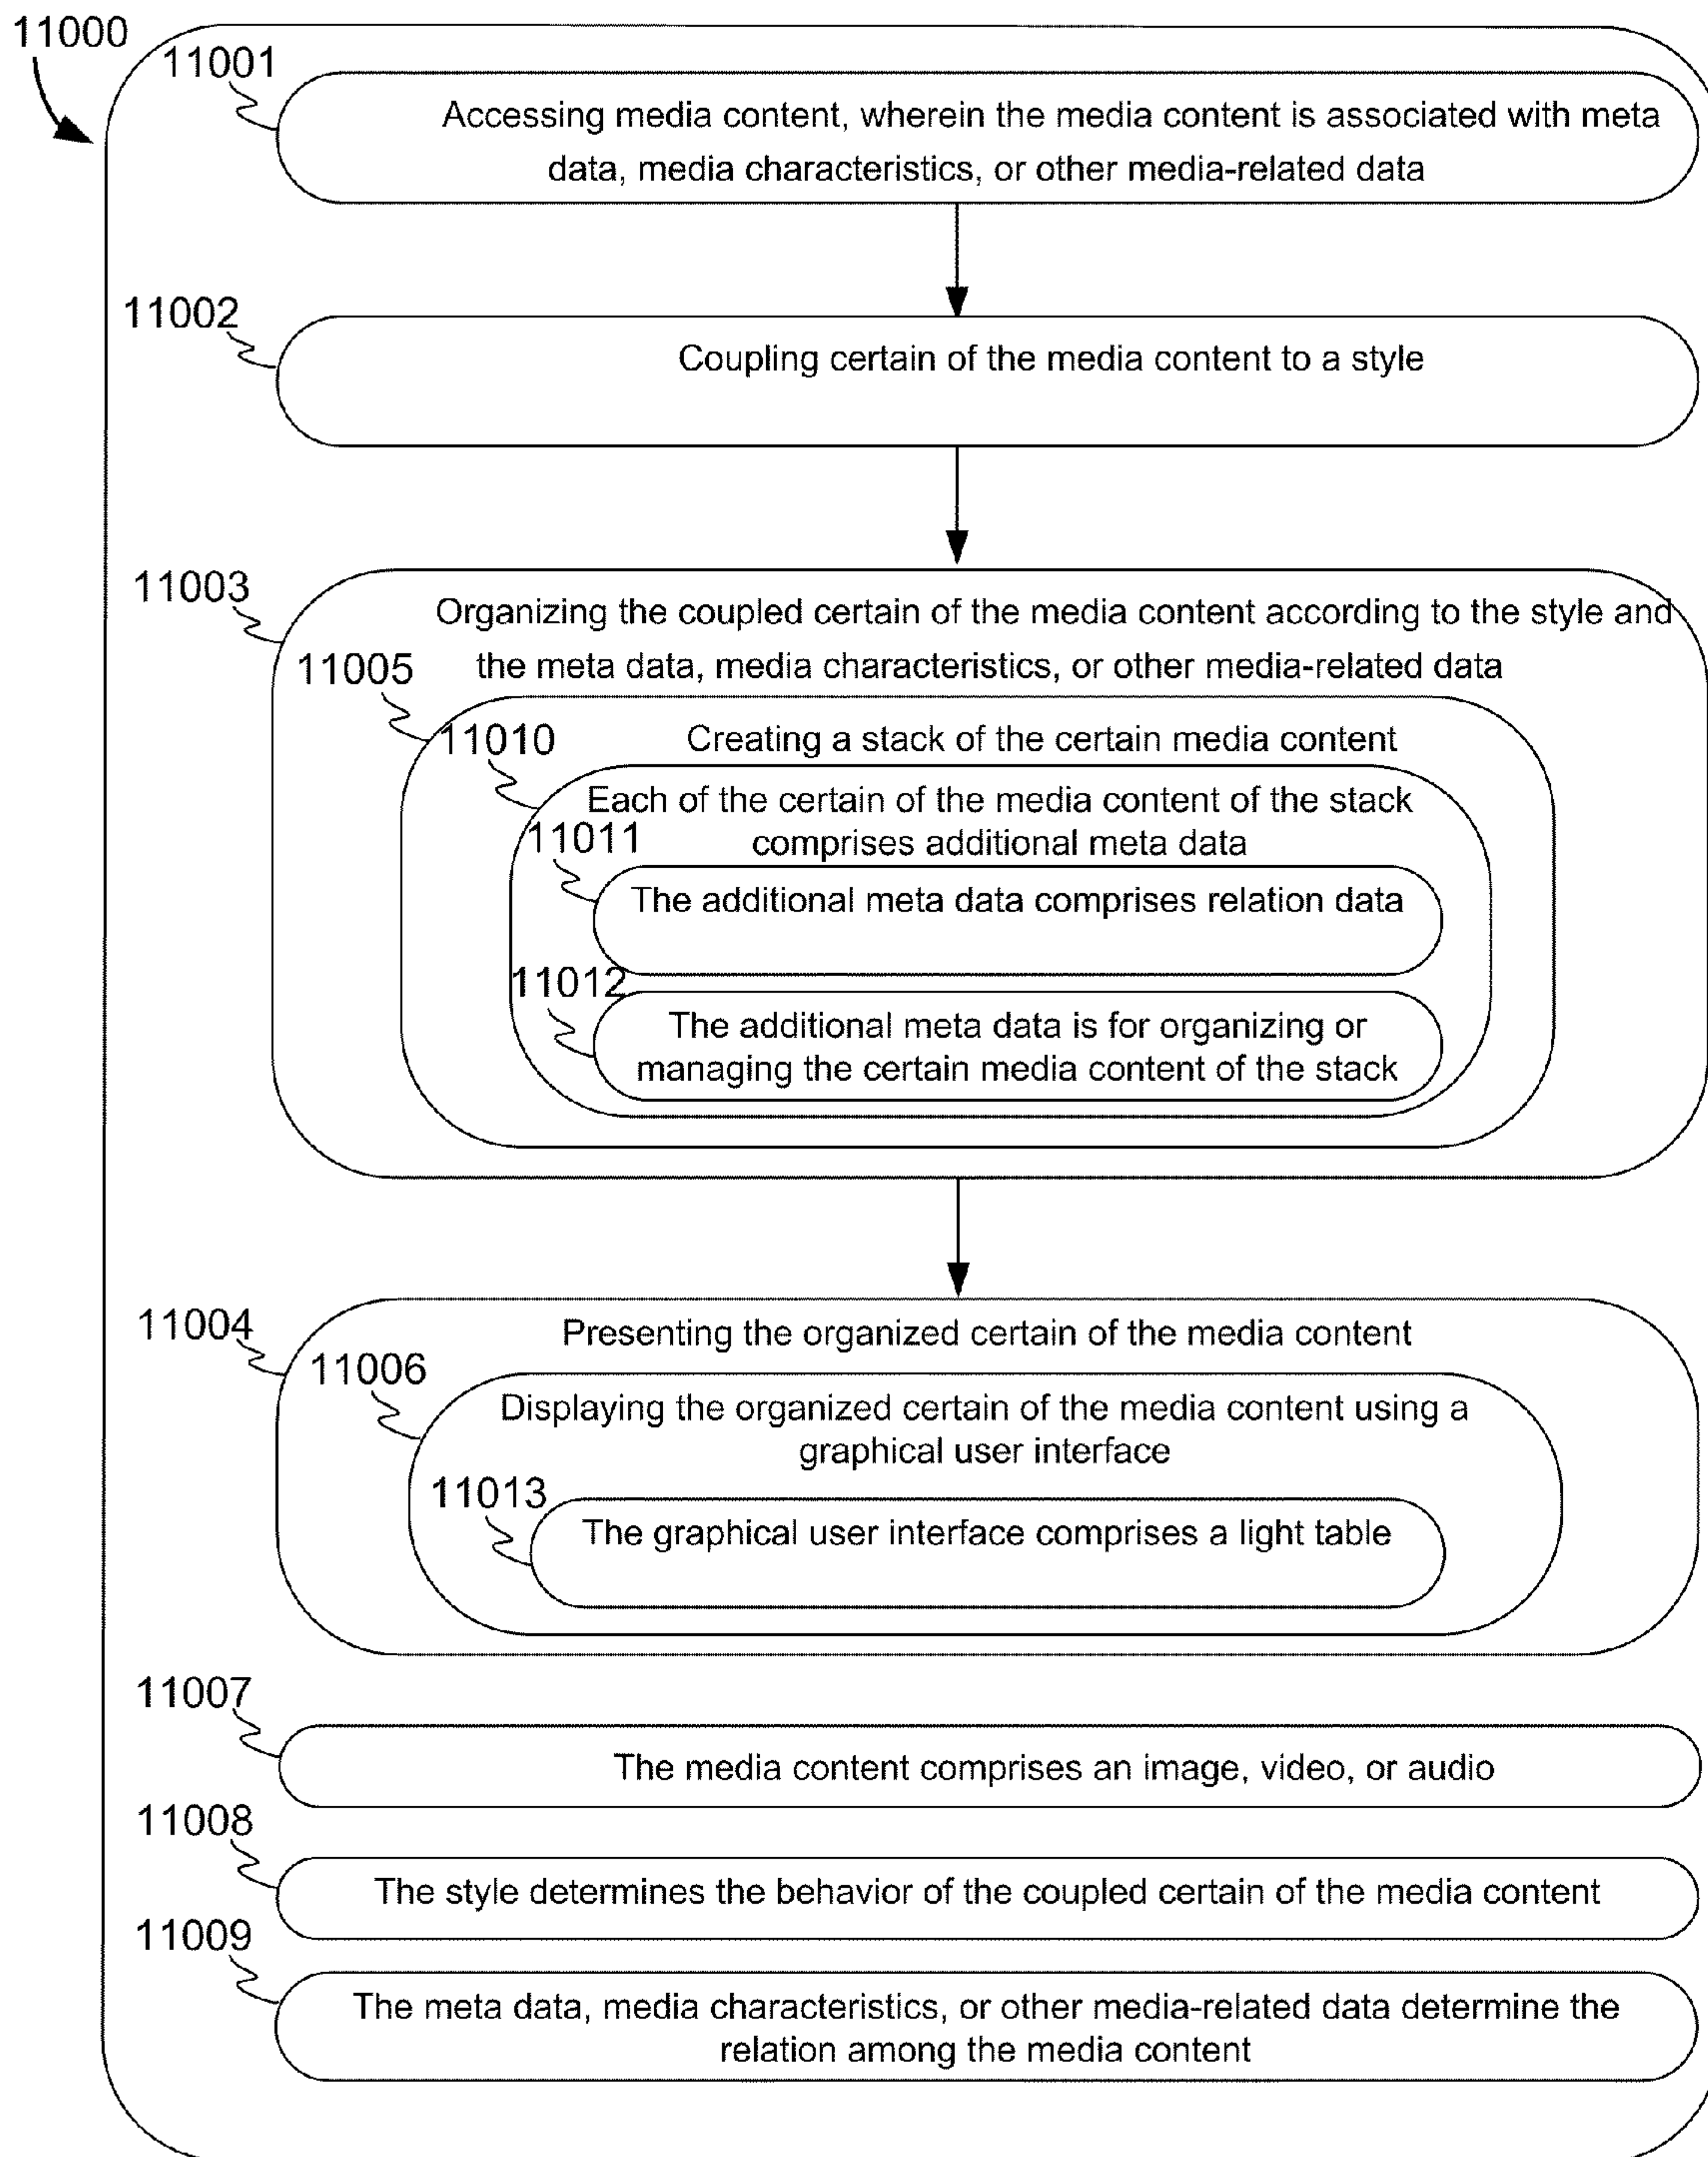 11000
11001
Accessing media content, wherein the media content is associated with meta
data, media characteristics, or other media-related data
11002
Coupling certain of the media content to a style
11003
Organizing the coupled certain of the media content according to the style and
the meta data, media characteristics, or other media-related data
11005
Creating a stack of the certain media content
11010
Each of the certain of the media content of the stack
comprises additional meta data
11011
The additional meta data comprises relation data
11012
The additional meta data is for organizing or
managing the certain media content of the stack
11004
Presenting the organized certain of the media content
11006
Displaying the organized certain of the media content using a
graphical user interface
11013
The graphical user interface comprises a light table
11007
The media content comprises an image, video, or audio
11008
The style determines the behavior of the coupled certain of the media content
11009
The meta data, media characteristics, or other media-related data determine the
relation among the media content